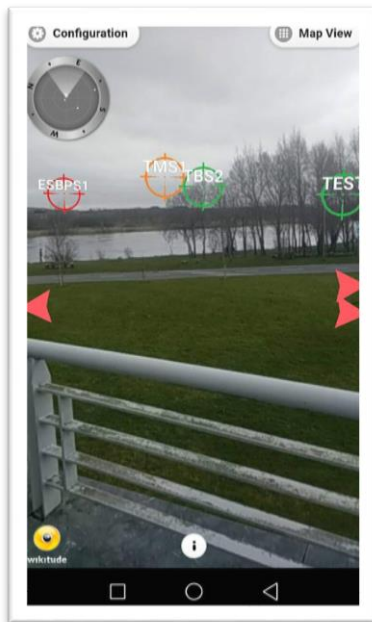 Configuration
Map View
N
E
S
W
ESBPS1
TMS1
TBS2
TEST
i
wikitude